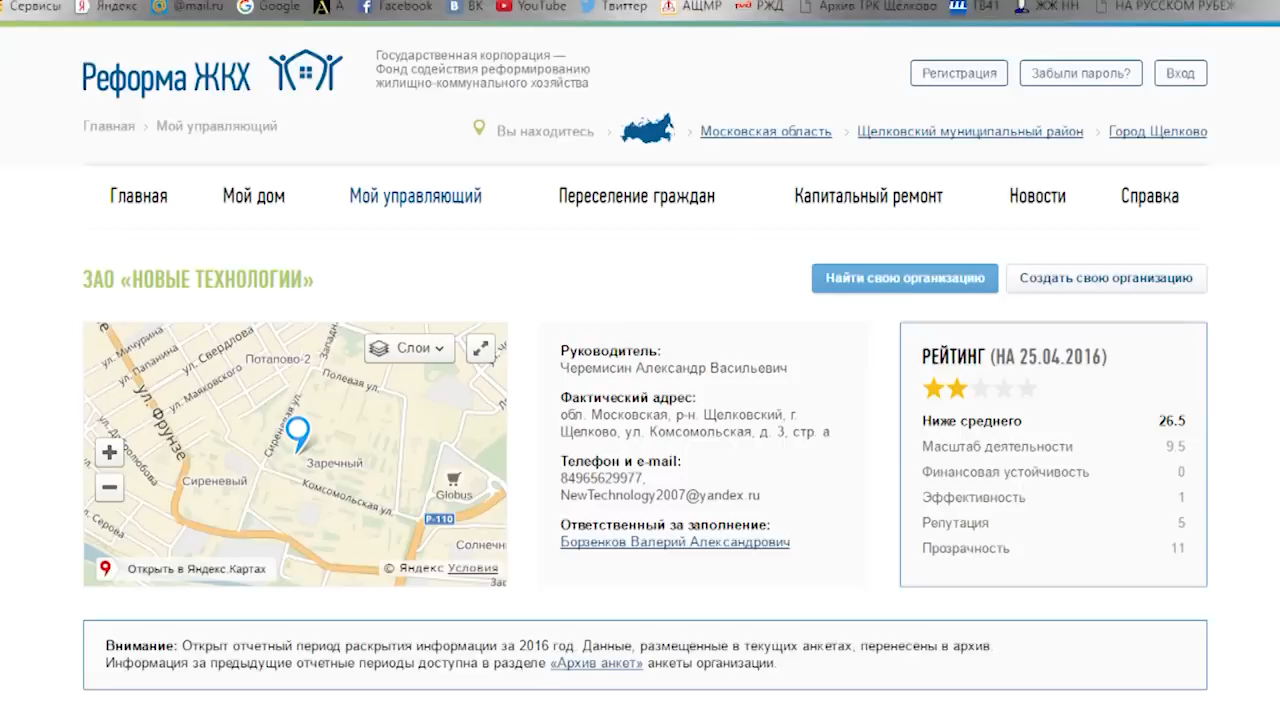 Сервисы Яндекс @mail.ru Google А Facebook ВК YouTube Твиттер АЩМР РЖД Архив ТРК Щелково ТВ41 ЖЖ НН НА РУССКОМ РУБЕЖ
Реформа ЖКХ
Государственная корпорация —
Фонд содействия реформированию
жилищно-коммунального хозяйства
Регистрация Забыли пароль? Вход
Главная › Мой управляющий
Вы находитесь › › Московская область › Щелковский муниципальный район › Город Щелково
Главная Мой дом Мой управляющий Переселение граждан Капитальный ремонт Новости Справка
ЗАО «НОВЫЕ ТЕХНОЛОГИИ»
Найти свою организацию Создать свою организацию
ул. Мичурина
ул. Папанина
ул. Свердлова
ул. Маяковского
Потапово-2
Западн
Слои
Полевая ул.
ул. Фрунзе
Сиреневая ул.
Заречный
Сиреневый
Комсомольская ул.
Globus
Р-110
ул. Серова
Солнечн
Открыть в Яндекс.Картах
© Яндекс Условия
Руководитель:
Черемисин Александр Васильевич
Фактический адрес:
обл. Московская, р-н. Щелковский, г.
Щелково, ул. Комсомольская, д. 3, стр. а
Телефон и e-mail:
84965629977,
NewTechnology2007@yandex.ru
Ответственный за заполнение:
Борзенков Валерий Александрович
РЕЙТИНГ (НА 25.04.2016)
Ниже среднего 26.5
Масштаб деятельности 9.5
Финансовая устойчивость 0
Эффективность 1
Репутация 5
Прозрачность 11
Внимание: Открыт отчетный период раскрытия информации за 2016 год. Данные, размещенные в текущих анкетах, перенесены в архив.
Информация за предыдущие отчетные периоды доступна в разделе «Архив анкет» анкеты организации.